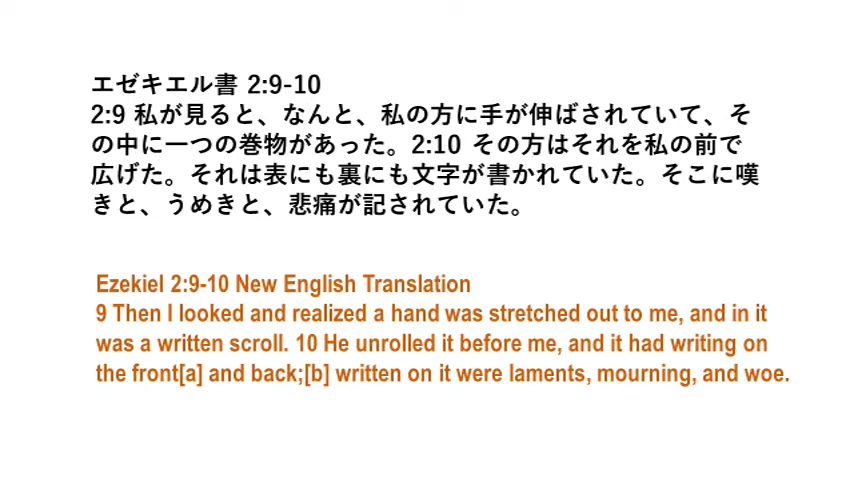 エゼキエル書 2:9-10
2:9 私が見ると、なんと、私の方に手が伸ばされていて、そ
の中に一つの巻物があった。2:10 その方はそれを私の前で
広げた。それは表にも裏にも文字が書かれていた。そこに嘆
きと、うめきと、悲痛が記されていた。
Ezekiel 2:9-10 New English Translation
9 Then I looked and realized a hand was stretched out to me, and in it
was a written scroll. 10 He unrolled it before me, and it had writing on
the front[a] and back;[b] written on it were laments, mourning, and woe.